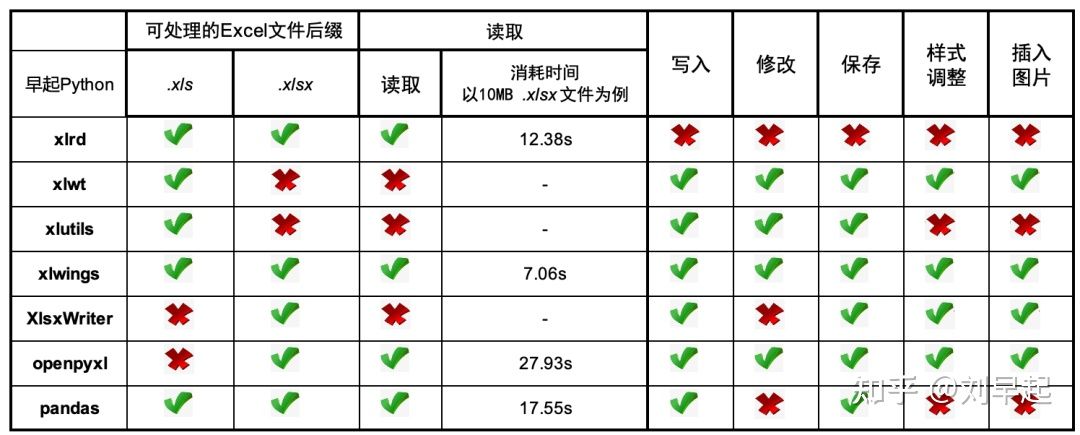 可处理的Excel文件后缀 读取 写入 修改 保存 样式调整 插入图片
早起Python .xls .xlsx 读取 消耗时间
以10MB .xlsx 文件为例
xlrd 12.38s
xlwt -
xlutils -
xlwings 7.06s
XlsxWriter -
openpyxl 27.93s
pandas 17.55s
知乎 @刘早起